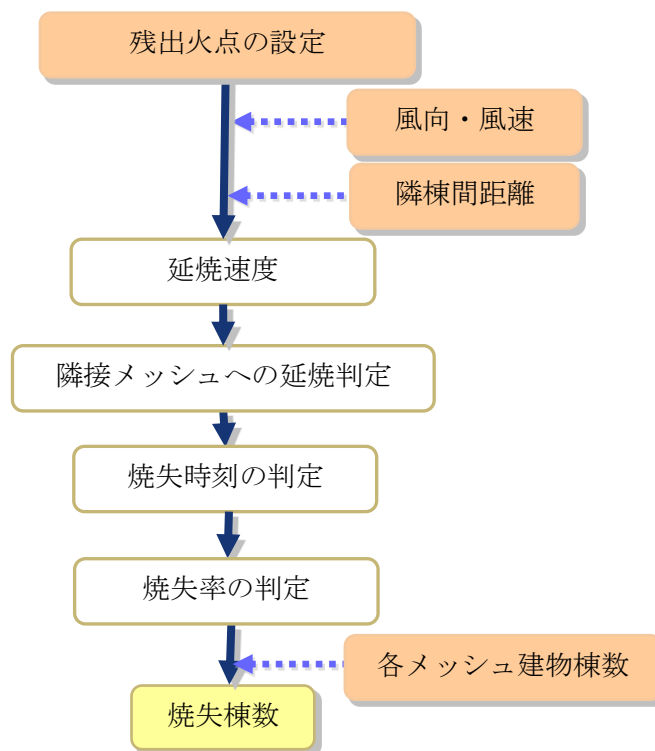 残出火点の設定
風向・風速
隣棟間距離
延焼速度
隣接メッシュへの延焼判定
焼失時刻の判定
焼失率の判定
各メッシュ建物棟数
焼失棟数